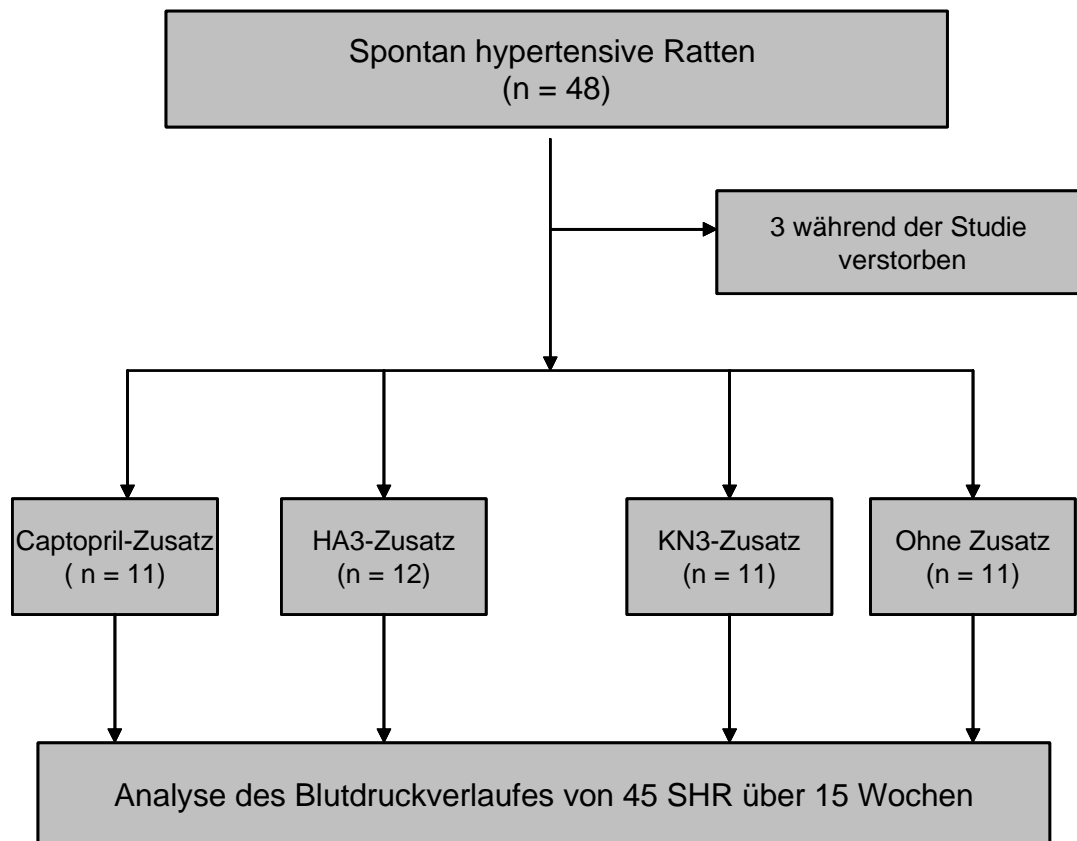 Spontan hypertensive Ratten
(n = 48)
3 während der Studie
verstorben
Captopril-Zusatz
( n = 11)
HA3-Zusatz
(n = 12)
KN3-Zusatz
(n = 11)
Ohne Zusatz
(n = 11)
Analyse des Blutdruckverlaufes von 45 SHR über 15 Wochen